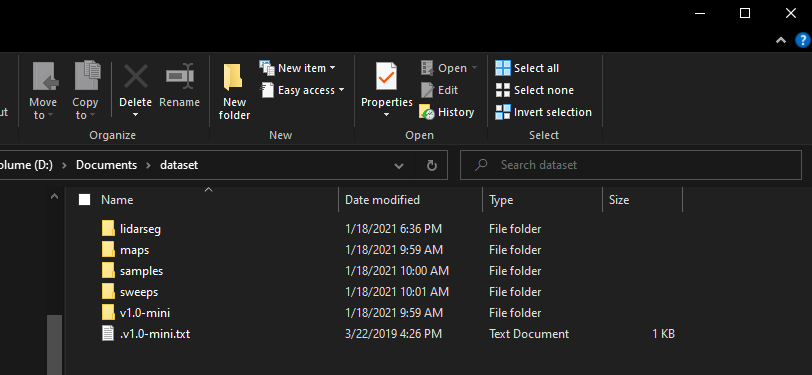 Move to
Copy to
Delete
Rename
New folder
New item
Easy access
Properties
Open
Edit
History
Select all
Select none
Invert selection
Organize
New
Open
Select
olume (D:) > Documents > dataset
Search dataset
Name Date modified Type Size
lidarseg 1/18/2021 6:36 PM File folder
maps 1/18/2021 9:59 AM File folder
samples 1/18/2021 10:00 AM File folder
sweeps 1/18/2021 10:01 AM File folder
v1.0-mini 1/18/2021 9:59 AM File folder
.v1.0-mini.txt 3/22/2019 4:26 PM Text Document 1 KB